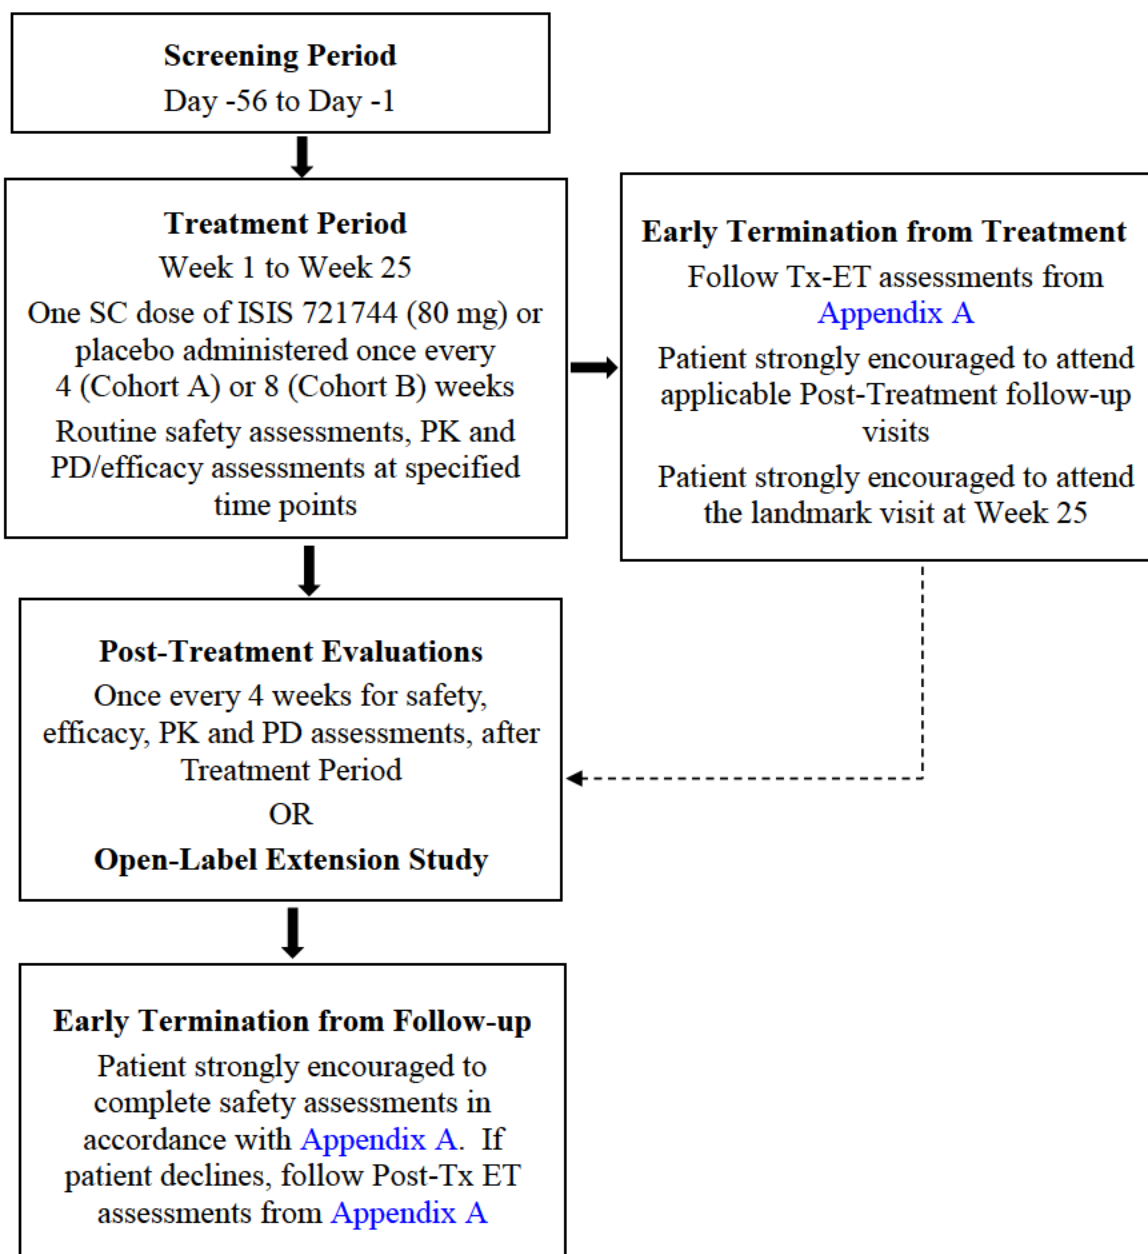 Screening Period
Day -56 to Day -1
Treatment Period
Week 1 to Week 25
One SC dose of ISIS 721744 (80 mg) or
placebo administered once every
4 (Cohort A) or 8 (Cohort B) weeks
Routine safety assessments, PK and
PD/efficacy assessments at specified
time points
Early Termination from Treatment
Follow Tx-ET assessments from
Appendix A
Patient strongly encouraged to attend
applicable Post-Treatment follow-up
visits
Patient strongly encouraged to attend
the landmark visit at Week 25
Post-Treatment Evaluations
Once every 4 weeks for safety,
efficacy, PK and PD assessments, after
Treatment Period
OR
Open-Label Extension Study
Early Termination from Follow-up
Patient strongly encouraged to
complete safety assessments in
accordance with Appendix A.  If
patient declines, follow Post-Tx ET
assessments from Appendix A